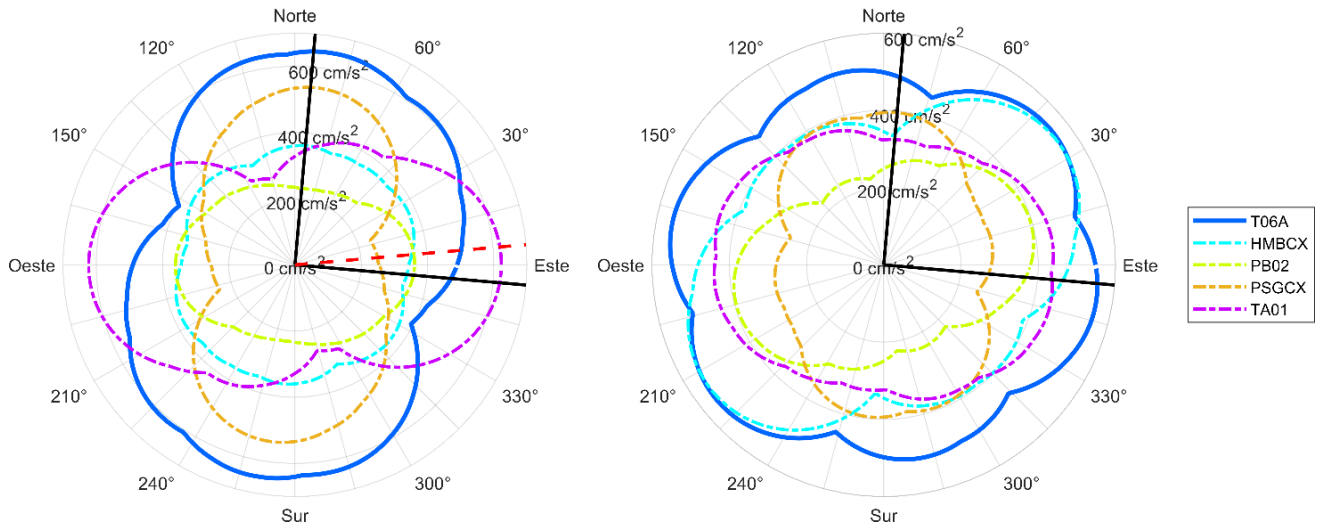 Norte
120°
60°
600 cm/s²
150°
30°
400 cm/s²
200 cm/s²
Oeste
0 cm/s²
Este
210°
330°
240°
300°
Sur
Norte
600 cm/s²
120°
60°
400 cm/s²
150°
30°
200 cm/s²
Oeste
0 cm/s²
Este
210°
330°
240°
300°
Sur
T06A
HMBCX
PB02
PSGCX
TA01